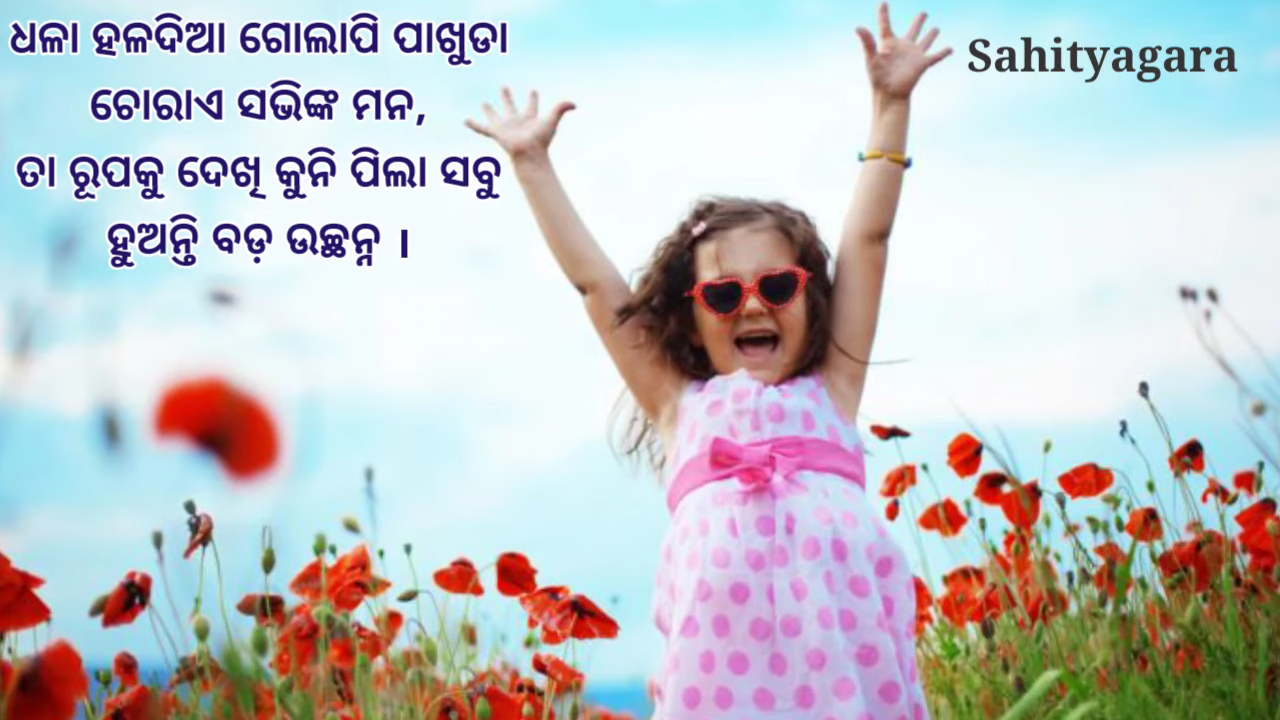 ଧଳା ହଳଦିଆ ଗୋଲାପି ପାଖୁଡା
ଚୋରାଏ ସଭିଙ୍କ ମନ,
ତା ରୂପକୁ ଦେଖି କୁନି ପିଲା ସବୁ
ହୁଅନ୍ତି ବଡ଼ ଉଚ୍ଛନ୍ନ ।
Sahityagara